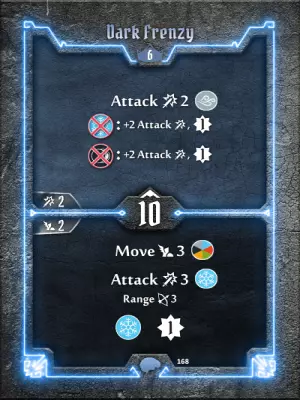 Dark Frenzy
6
Attack 2
: +2 Attack , 1
: +2 Attack , 1
2
10
2
Move 3
Attack 3
Range 3
1
168